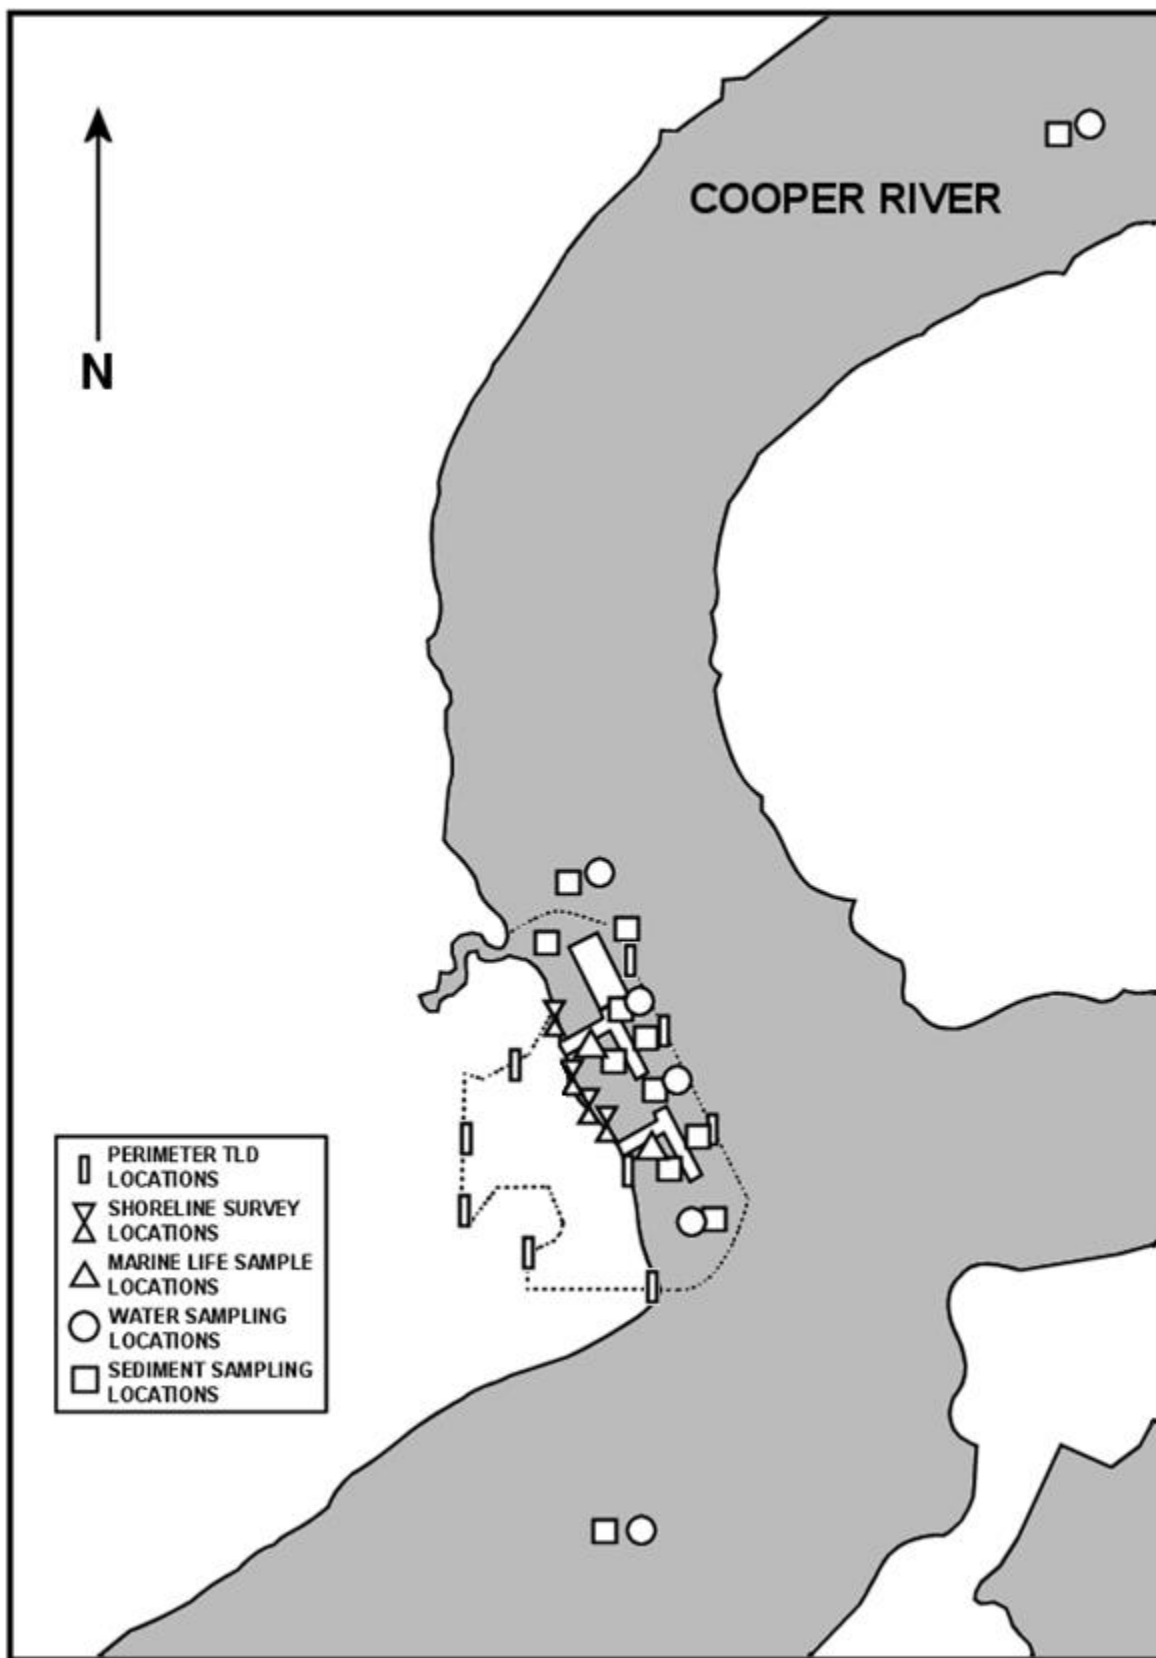 COOPER RIVER
N
PERIMETER TLD
LOCATIONS
SHORELINE SURVEY
LOCATIONS
MARINE LIFE SAMPLE
LOCATIONS
WATER SAMPLING
LOCATIONS
SEDIMENT SAMPLING
LOCATIONS